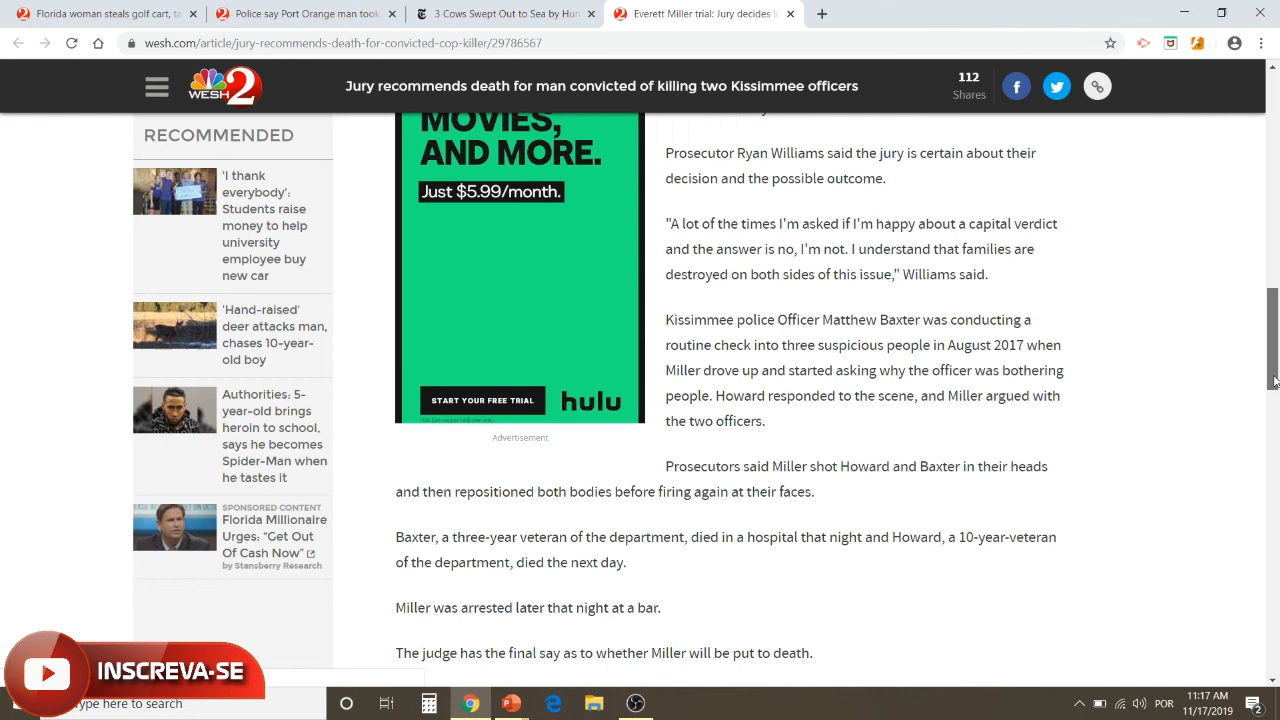 Florida woman steals golf cart, ta
Police say Port Orange man took
3 Cows Swept Out to Sea by Hur
Everett Miller trial: Jury decides li
wesh.com/article/jury-recommends-death-for-convicted-cop-killer/29786567
WESH 2
Jury recommends death for man convicted of killing two Kissimmee officers
112
Shares
RECOMMENDED
'I thank
everybody':
Students raise
money to help
university
employee buy
new car
'Hand-raised'
deer attacks man,
chases 10-year-
old boy
Authorities: 5-
year-old brings
heroin to school,
says he becomes
Spider-Man when
he tastes it
SPONSORED CONTENT
Florida Millionaire
Urges: "Get Out
Of Cash Now"
by Stansberry Research
MOVIES,
AND MORE.
Just $5.99/month.
START YOUR FREE TRIAL
hulu
Hulu (ad-supported) plan only.
Advertisement
Prosecutor Ryan Williams said the jury is certain about their
decision and the possible outcome.
"A lot of the times I'm asked if I'm happy about a capital verdict
and the answer is no, I'm not. I understand that families are
destroyed on both sides of this issue," Williams said.
Kissimmee police Officer Matthew Baxter was conducting a
routine check into three suspicious people in August 2017 when
Miller drove up and started asking why the officer was bothering
people. Howard responded to the scene, and Miller argued with
the two officers.
Prosecutors said Miller shot Howard and Baxter in their heads
and then repositioned both bodies before firing again at their faces.
Baxter, a three-year veteran of the department, died in a hospital that night and Howard, a 10-year-veteran
of the department, died the next day.
Miller was arrested later that night at a bar.
The judge has the final say as to whether Miller will be put to death.
INSCREVA-SE
ype here to search
POR
11:17 AM
11/17/2019
2